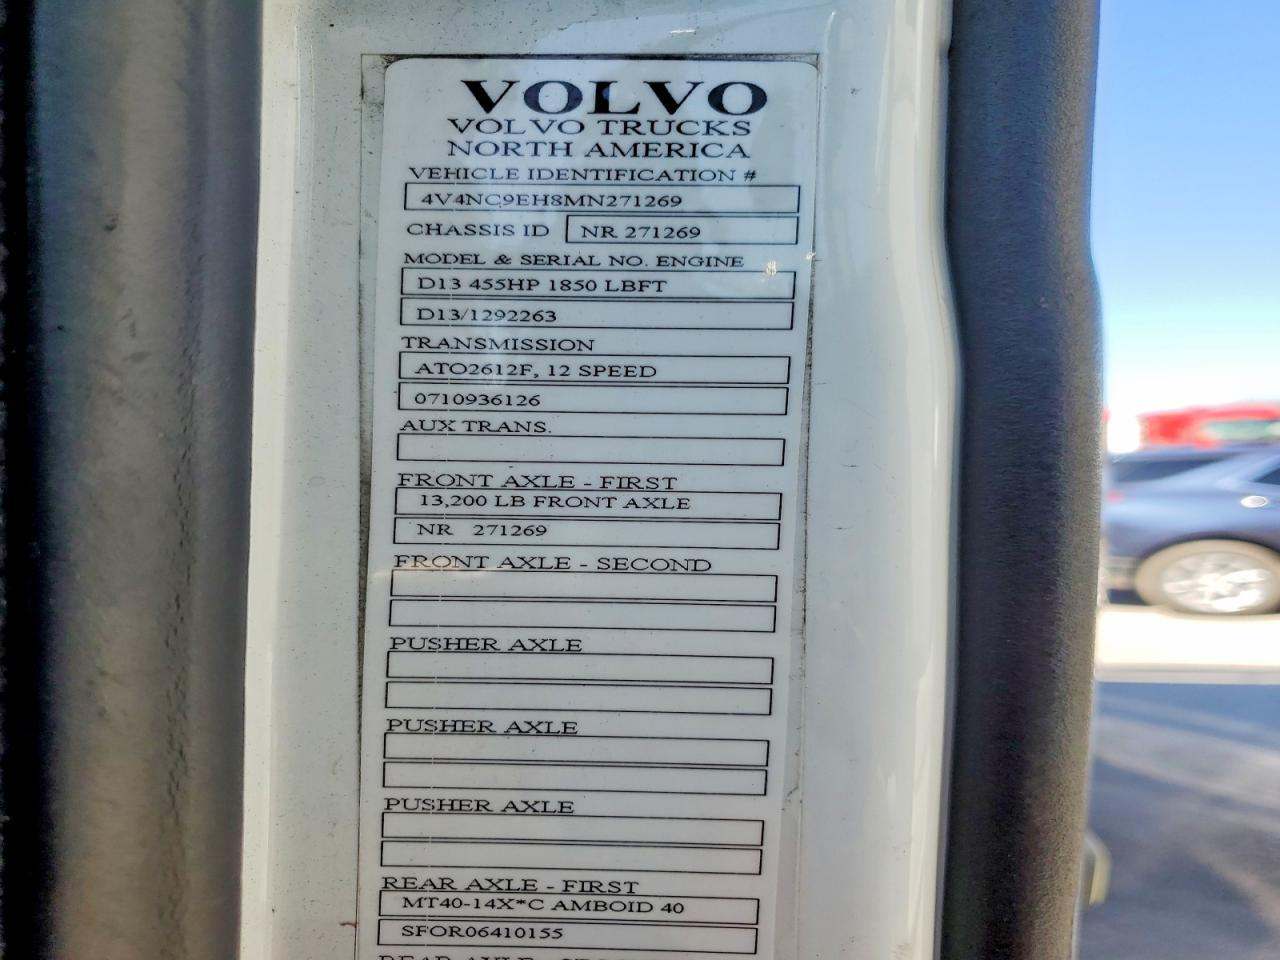 VOLVO
VOLVO TRUCKS
NORTH AMERICA
VEHICLE IDENTIFICATION #
4V4NC9EH8MN271269
CHASSIS ID NR 271269
MODEL & SERIAL NO. ENGINE
D13 455HP 1850 LBFT
D13/1292263
TRANSMISSION
ATO2612F, 12 SPEED
0710936126
AUX TRANS.
FRONT AXLE - FIRST
13,200 LB FRONT AXLE
NR 271269
FRONT AXLE - SECOND
PUSHER AXLE
PUSHER AXLE
PUSHER AXLE
REAR AXLE - FIRST
MT40-14X*C AMBOID 40
SFOR06410155